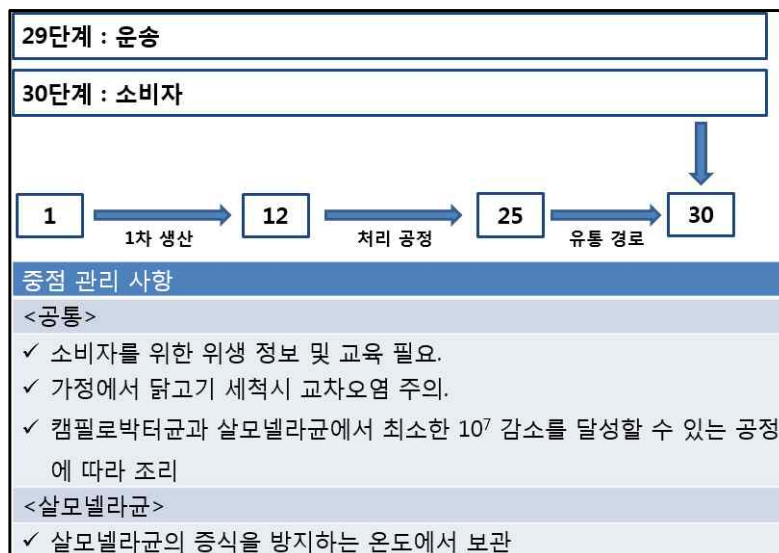 29단계 : 운송
30단계 : 소비자
1
12
25
30
1차 생산
처리 공정
유통 경로
중점 관리 사항
<공통>
✓ 소비자를 위한 위생 정보 및 교육 필요.
✓ 가정에서 닭고기 세척시 교차오염 주의.
✓ 캠필로박터균과 살모넬라균에서 최소한 10⁷ 감소를 달성할 수 있는 공정
에 따라 조리
<살모넬라균>
✓ 살모넬라균의 증식을 방지하는 온도에서 보관